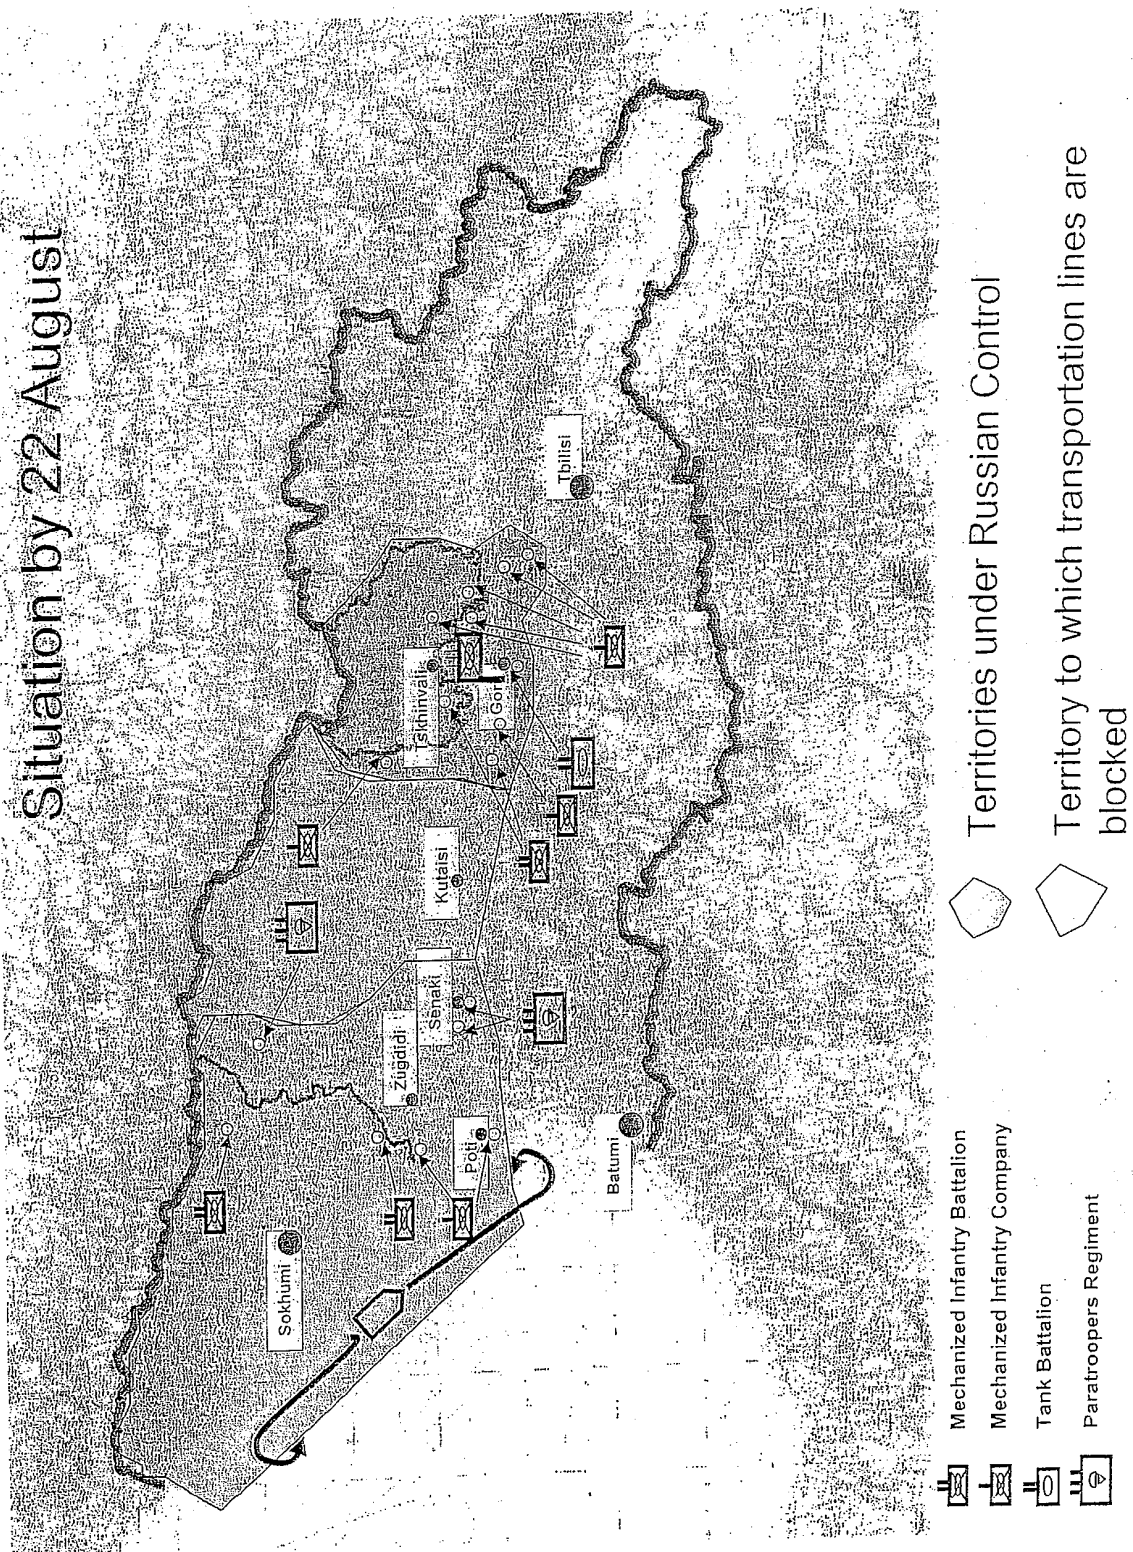 Situation by 22 August
Sokhumi
Zugdidi
Poti
Senaki
Kutaisi
Tskhinvali
Gori
Batumi
Tbilisi
Mechanized Infantry Battalion
Mechanized Infantry Company
Tank Battalion
Paratroopers Regiment
Territories under Russian Control
Territory to which transportation lines are
blocked